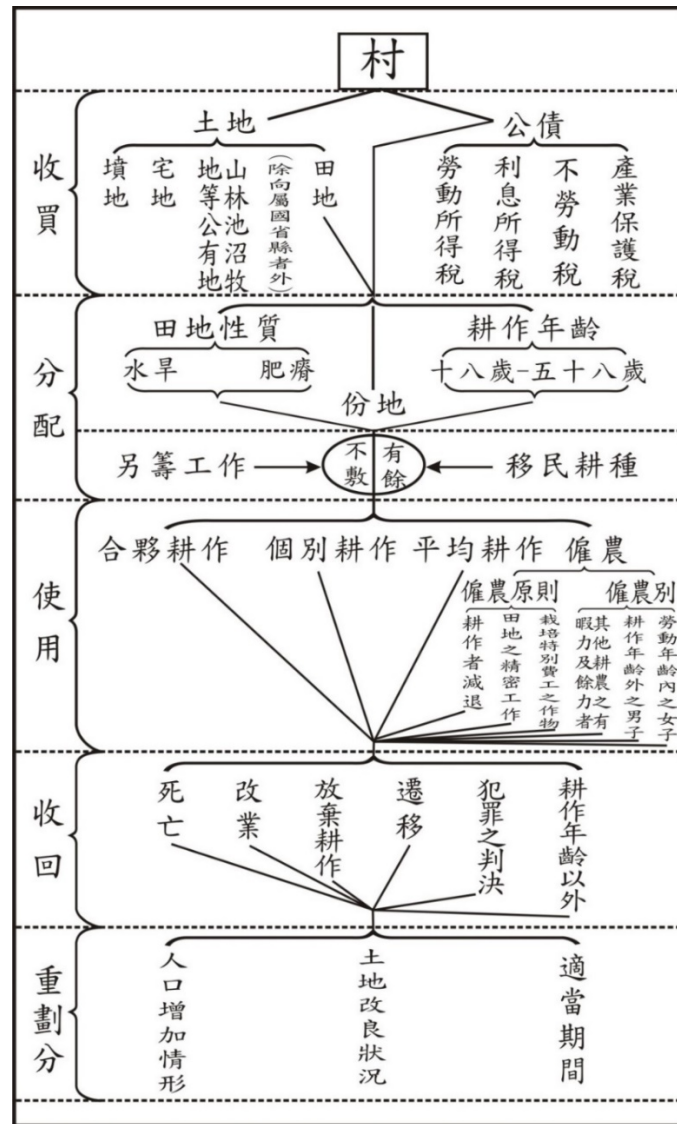 村
收買
土地
公債
墳地
宅地
山林池沼牧
地等公有地
(除向屬國省縣者外)
田地
勞動所得稅
利息所得稅
不勞動稅
產業保護稅
分配
田地性質
耕作年齡
水旱
肥瘠
十八歲-五十八歲
份地
另籌工作
不敷
有餘
移民耕種
使用
合夥耕作
個別耕作
平均耕作
僱農
僱農原則
僱農別
耕作者減退
田地之精密工作
栽培特別費工之作物
其他耕農之有
暇力及餘力者
耕作年齡外之男子
勞動年齡內之女子
收回
死亡
改業
放棄耕作
遷移
犯罪之判決
耕作年齡以外
重劃分
人口增加情形
土地改良狀況
適當期間